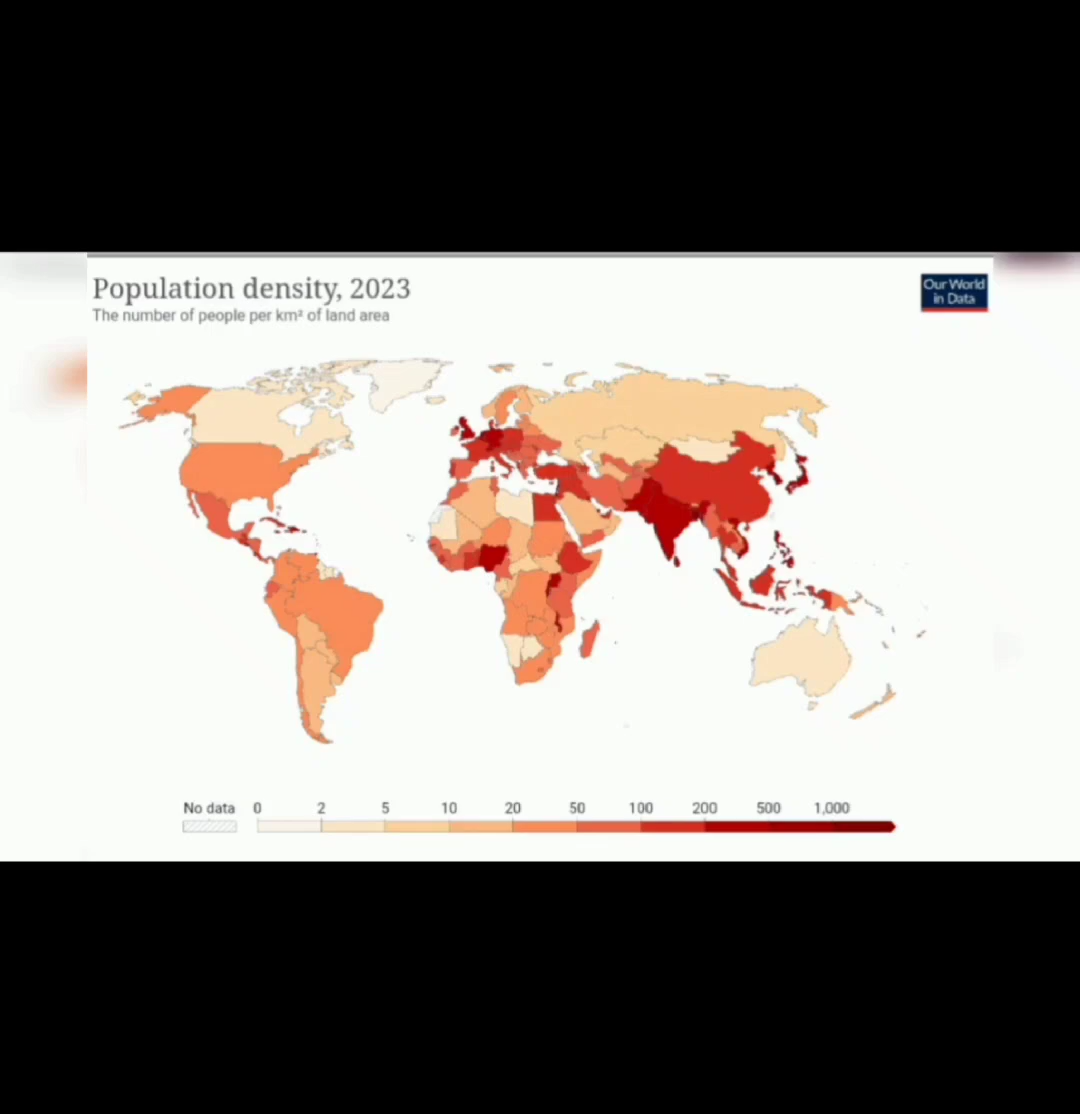 Population density, 2023
The number of people per km² of land area
Our World
in Data
No data 0 2 5 10 20 50 100 200 500 1,000